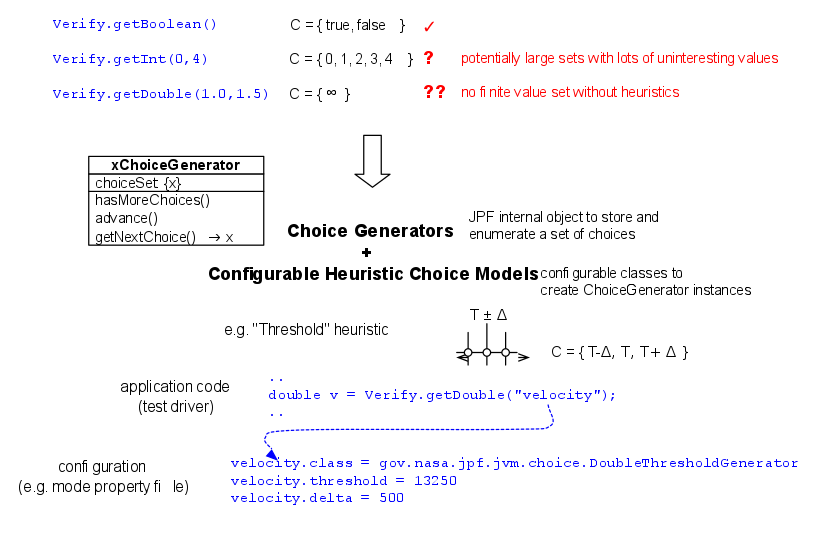 Verify.getBoolean() C = { true, false } ✓
Verify.getInt(0,4) C = { 0, 1, 2, 3, 4 } ? potentially large sets with lots of uninteresting values
Verify.getDouble(1.0,1.5) C = { ∞ } ?? no finite value set without heuristics
xChoiceGenerator
choiceSet {x}
hasMoreChoices()
advance()
getNextChoice() → x
Choice Generators
+
Configurable Heuristic Choice Models
JPF internal object to store and
enumerate a set of choices
configurable classes to
create ChoiceGenerator instances
e.g. "Threshold" heuristic
T ± Δ
C = { T-Δ, T, T+ Δ }
application code
(test driver)
..
double v = Verify.getDouble("velocity");
..
configuration
(e.g. mode property file)
velocity.class = gov.nasa.jpf.jvm.choice.DoubleThresholdGenerator
velocity.threshold = 13250
velocity.delta = 500